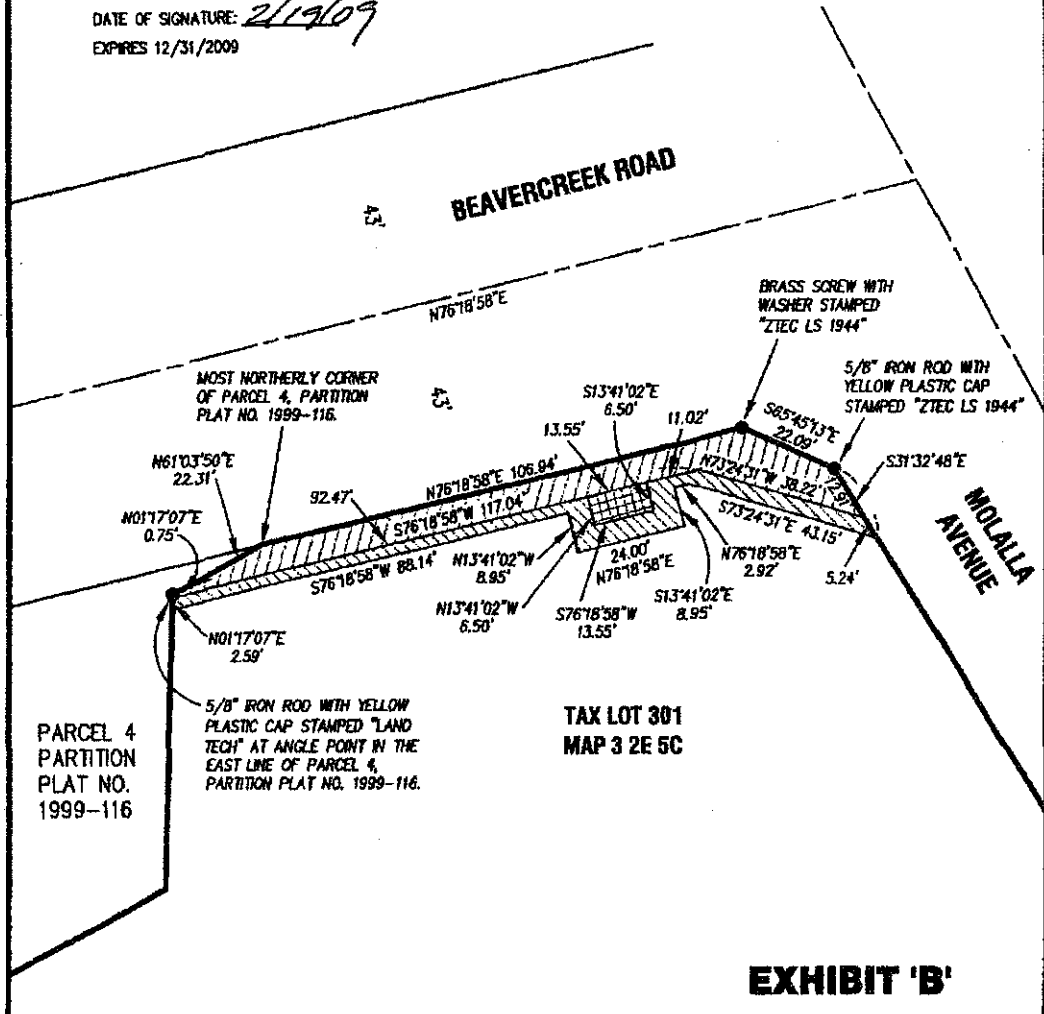 DATE OF SIGNATURE: 2/19/09
EXPIRES 12/31/2009
BEAVERCREEK ROAD
43'
N76°18'58"E
43'
BRASS SCREW WITH
WASHER STAMPED
"ZTEC LS 1944"
5/8" IRON ROD WITH
YELLOW PLASTIC CAP
STAMPED "ZTEC LS 1944"
MOST NORTHERLY CORNER
OF PARCEL 4, PARTITION
PLAT NO. 1999-116.
S13°41'02"E
6.50'
13.55'
11.02'
S65°45'13"E
22.09'
S31°32'48"E
N61°03'50"E
22.31'
92.47'
N76°18'58"E 106.94'
N73°24'31"W 38.22'
2.97'
N01°17'07"E
0.75'
S76°18'58"W 117.04'
S73°24'31"E 43.15'
MOLALLA
AVENUE
S76°18'58"W 88.14'
N13°41'02"W
8.95'
24.00'
N76°18'58"E
N76°18'58"E
2.92'
5.24'
N13°41'02"W
6.50'
S76°18'58"W
13.55'
S13°41'02"E
8.95'
N01°17'07"E
2.59'
5/8" IRON ROD WITH YELLOW
PLASTIC CAP STAMPED "LAND
TECH" AT ANGLE POINT IN THE
EAST LINE OF PARCEL 4,
PARTITION PLAT NO. 1999-116.
PARCEL 4
PARTITION
PLAT NO.
1999-116
TAX LOT 301
MAP 3 2E 5C
EXHIBIT 'B'